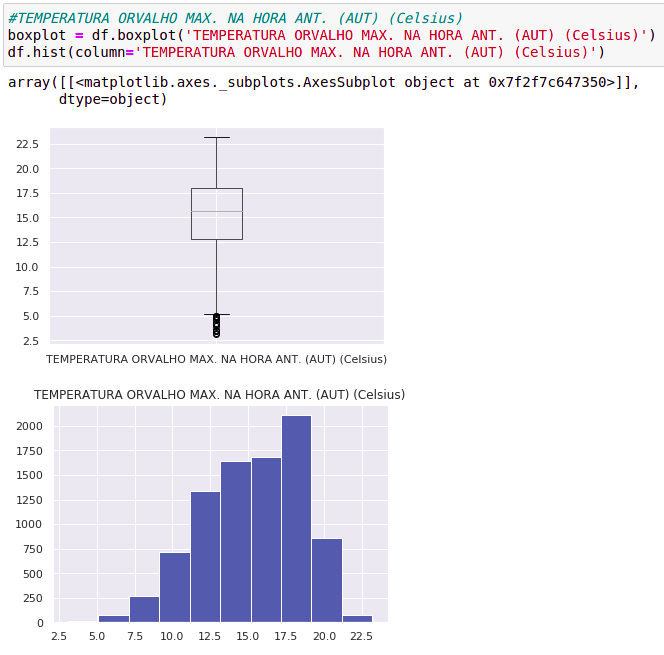 #TEMPERATURA ORVALHO MAX. NA HORA ANT. (AUT) (Celsius)
boxplot = df.boxplot('TEMPERATURA ORVALHO MAX. NA HORA ANT. (AUT) (Celsius)')
df.hist(column='TEMPERATURA ORVALHO MAX. NA HORA ANT. (AUT) (Celsius)')
array([[<matplotlib.axes._subplots.AxesSubplot object at 0x7f2f7c647350>]],
dtype=object)
22.5
20.0
17.5
15.0
12.5
10.0
7.5
5.0
2.5
TEMPERATURA ORVALHO MAX. NA HORA ANT. (AUT) (Celsius)
TEMPERATURA ORVALHO MAX. NA HORA ANT. (AUT) (Celsius)
2000
1750
1500
1250
1000
750
500
250
0
2.5 5.0 7.5 10.0 12.5 15.0 17.5 20.0 22.5